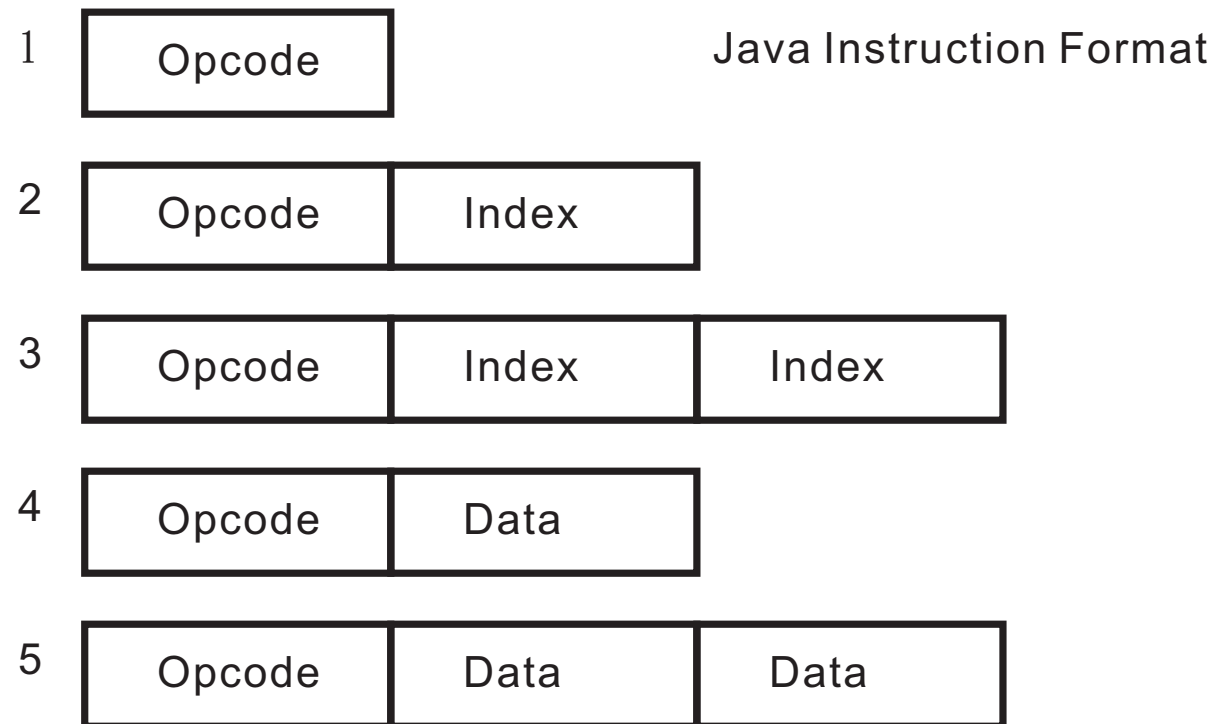 1 Opcode Java Instruction Format
2 Opcode Index
3 Opcode Index Index
4 Opcode Data
5 Opcode Data Data